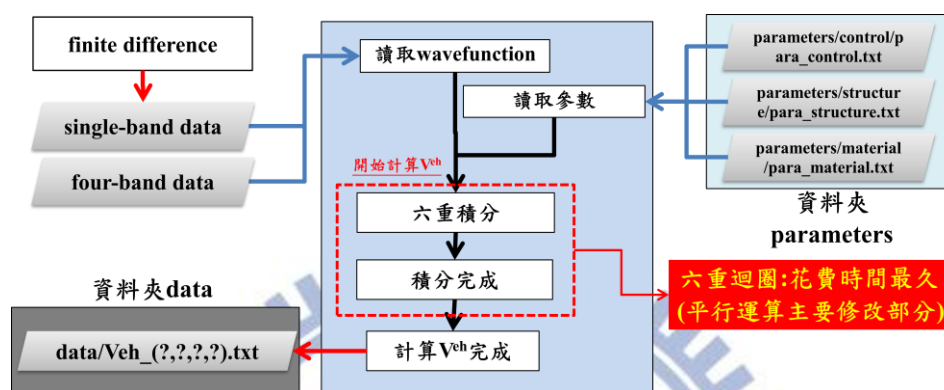 finite difference
single-band data
four-band data
讀取wavefunction
讀取參數
開始計算Veh
六重積分
積分完成
計算Veh完成
parameters/control/p
ara_control.txt
parameters/structur
e/para_structure.txt
parameters/material
/para_material.txt
資料夾
parameters
六重迴圈:花費時間最久
(平行運算主要修改部分)
資料夾data
data/Veh_(?,?,?,?).txt